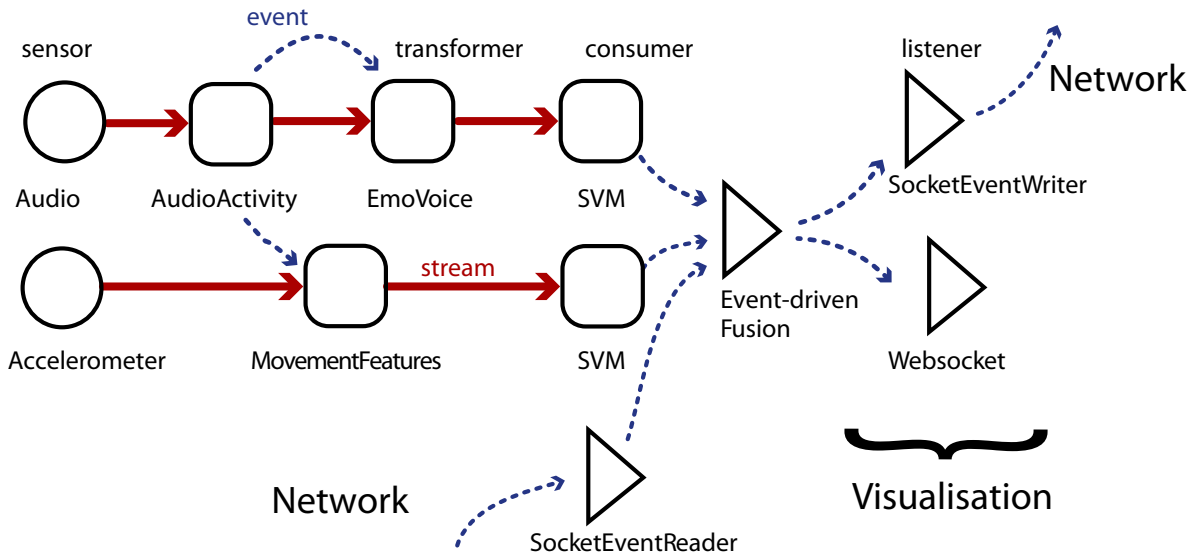 event
sensor
transformer
consumer
listener
Network
Audio
AudioActivity
EmoVoice
SVM
SocketEventWriter
stream
Event-driven
Fusion
Accelerometer
MovementFeatures
SVM
Websocket
Network
Visualisation
SocketEventReader